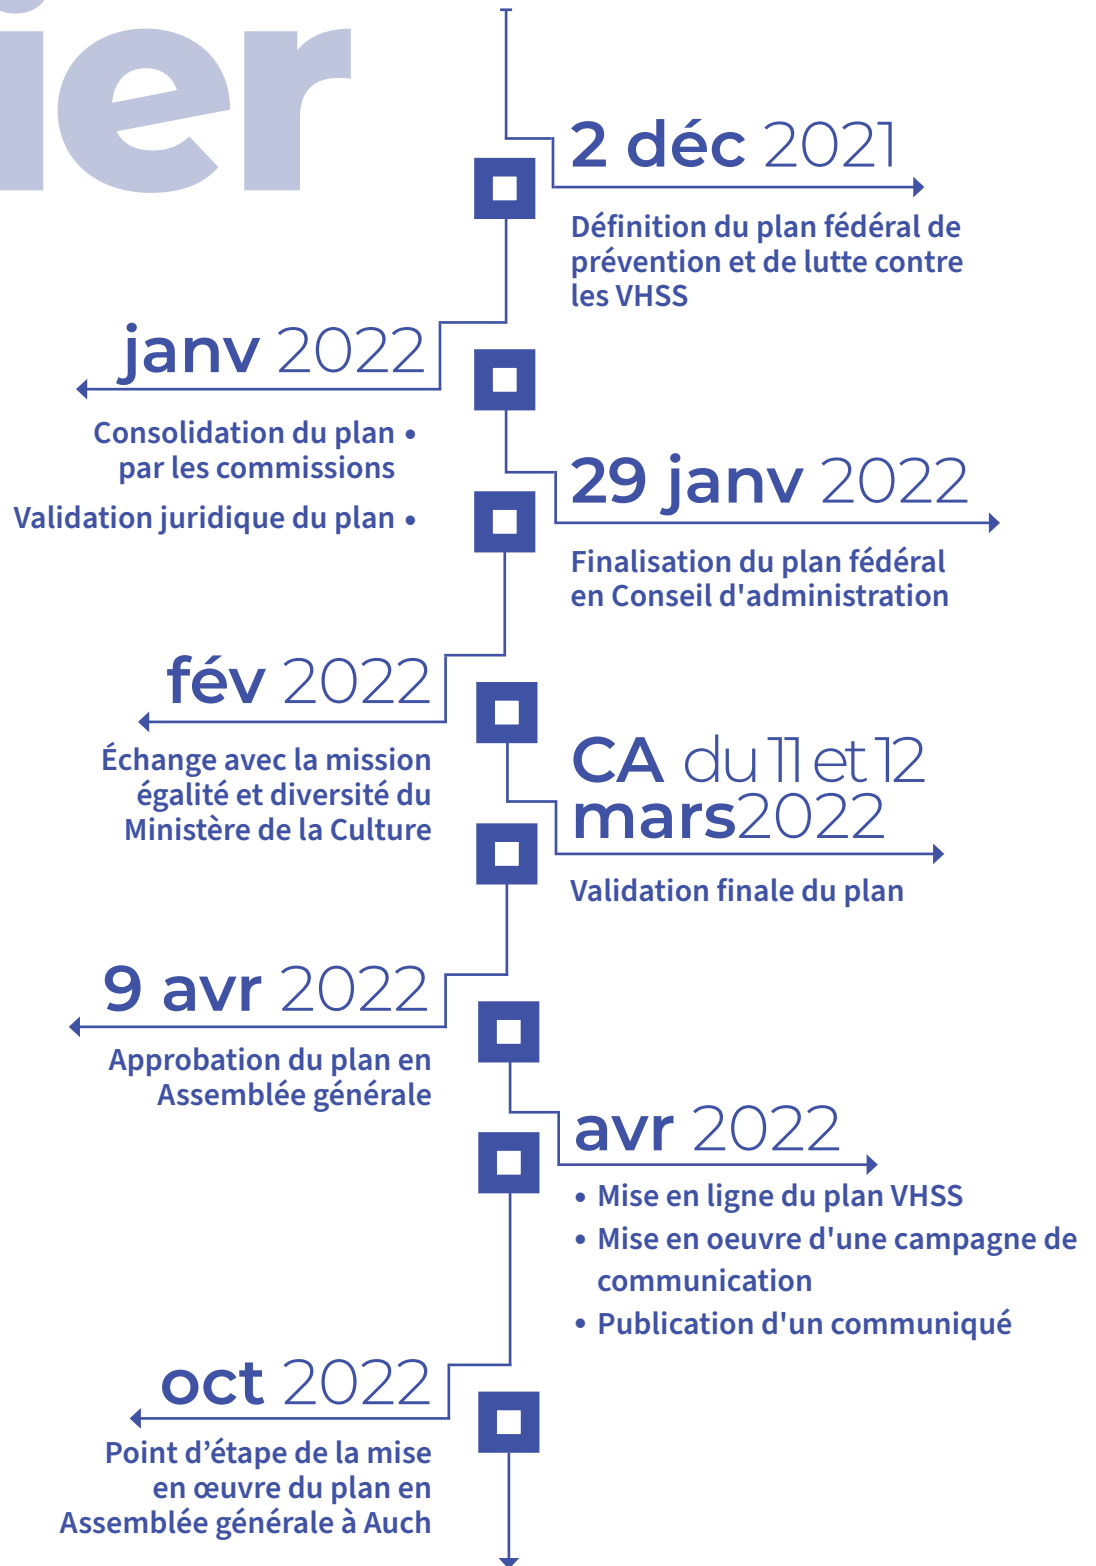 ier
2 déc 2021
Définition du plan fédéral de
prévention et de lutte contre
les VHSS
janv 2022
Consolidation du plan •
par les commissions
Validation juridique du plan •
29 janv 2022
Finalisation du plan fédéral
en Conseil d'administration
fév 2022
Échange avec la mission
égalité et diversité du
Ministère de la Culture
CA du 11 et 12
mars2022
Validation finale du plan
9 avr 2022
Approbation du plan en
Assemblée générale
avr 2022
• Mise en ligne du plan VHSS
• Mise en oeuvre d'une campagne de
communication
• Publication d'un communiqué
oct 2022
Point d’étape de la mise
en œuvre du plan en
Assemblée générale à Auch